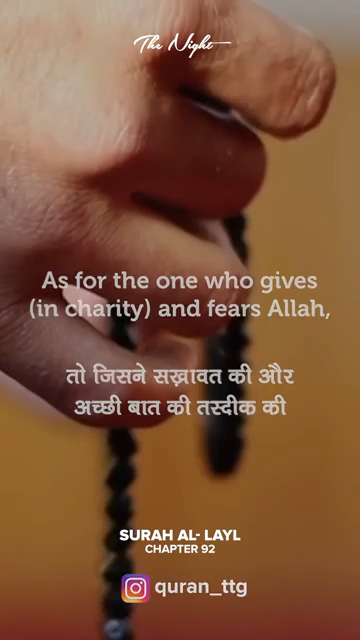 The Night
As for the one who gives
(in charity) and fears Allah,
तो जिसने सख़ावत की और
अच्छी बात की तस्दीक की
SURAH AL- LAYL
CHAPTER 92
quran_ttg